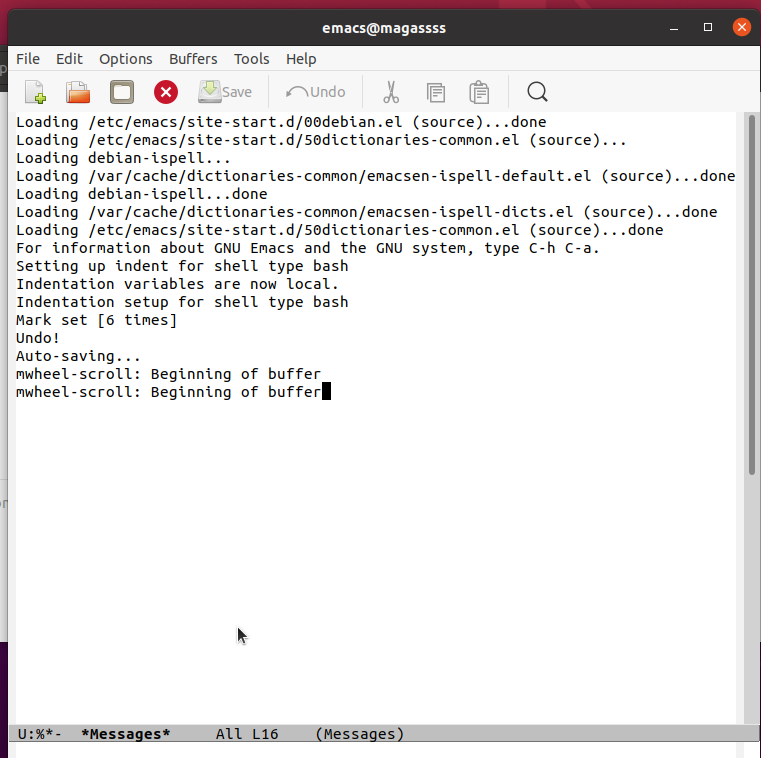 emacs@magassss
File Edit Options Buffers Tools Help
Save Undo
Loading /etc/emacs/site-start.d/00debian.el (source)...done
Loading /etc/emacs/site-start.d/50dictionaries-common.el (source)...
Loading debian-ispell...
Loading /var/cache/dictionaries-common/emacsen-ispell-default.el (source)...done
Loading debian-ispell...done
Loading /var/cache/dictionaries-common/emacsen-ispell-dicts.el (source)...done
Loading /etc/emacs/site-start.d/50dictionaries-common.el (source)...done
For information about GNU Emacs and the GNU system, type C-h C-a.
Setting up indent for shell type bash
Indentation variables are now local.
Indentation setup for shell type bash
Mark set [6 times]
Undo!
Auto-saving...
mwheel-scroll: Beginning of buffer
mwheel-scroll: Beginning of buffer
U:%*-  *Messages*     All L16    (Messages)